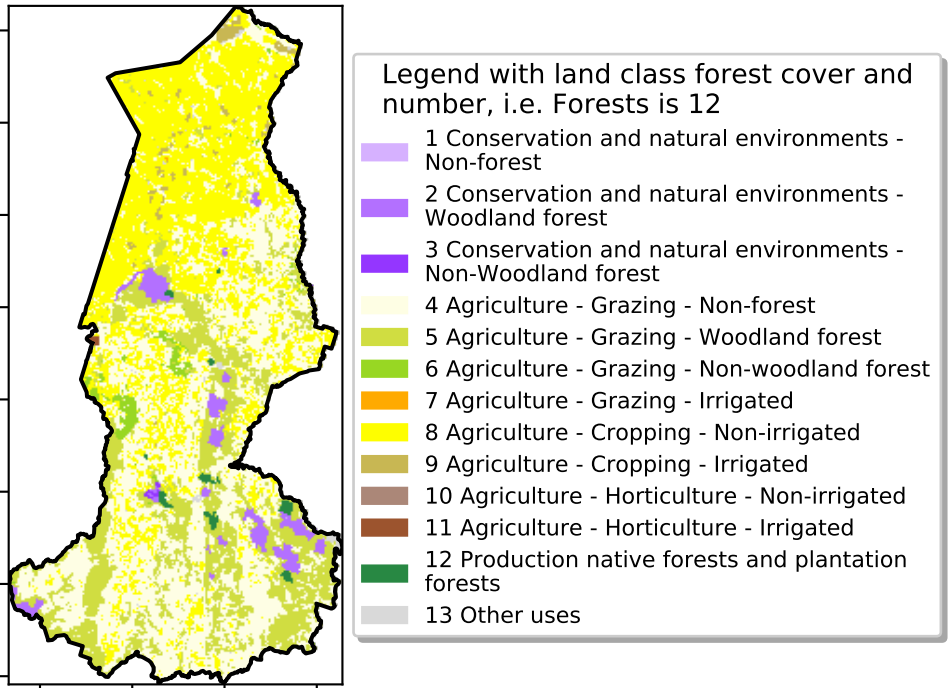 Legend with land class forest cover and
number, i.e. Forests is 12
1 Conservation and natural environments -
Non-forest
2 Conservation and natural environments -
Woodland forest
3 Conservation and natural environments -
Non-Woodland forest
4 Agriculture - Grazing - Non-forest
5 Agriculture - Grazing - Woodland forest
6 Agriculture - Grazing - Non-woodland forest
7 Agriculture - Grazing - Irrigated
8 Agriculture - Cropping - Non-irrigated
9 Agriculture - Cropping - Irrigated
10 Agriculture - Horticulture - Non-irrigated
11 Agriculture - Horticulture - Irrigated
12 Production native forests and plantation
forests
13 Other uses